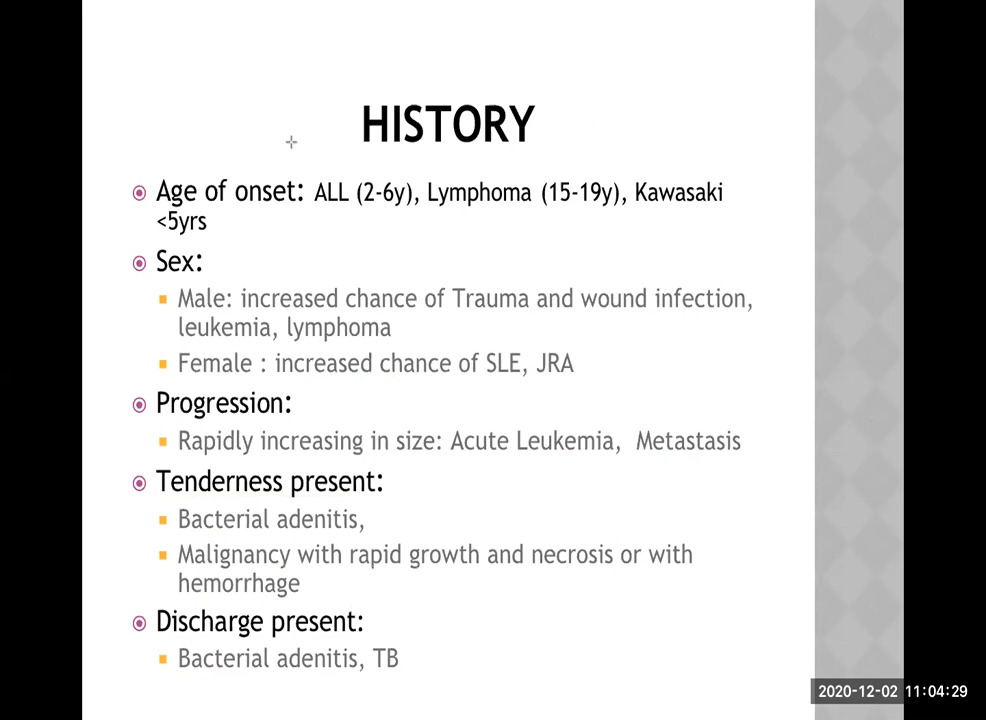 HISTORY
Age of onset: ALL (2-6y), Lymphoma (15-19y), Kawasaki
<5yrs
Sex:
Male: increased chance of Trauma and wound infection,
leukemia, lymphoma
Female : increased chance of SLE, JRA
Progression:
Rapidly increasing in size: Acute Leukemia,  Metastasis
Tenderness present:
Bacterial adenitis,
Malignancy with rapid growth and necrosis or with
hemorrhage
Discharge present:
Bacterial adenitis, TB
2020-12-02 11:04:29